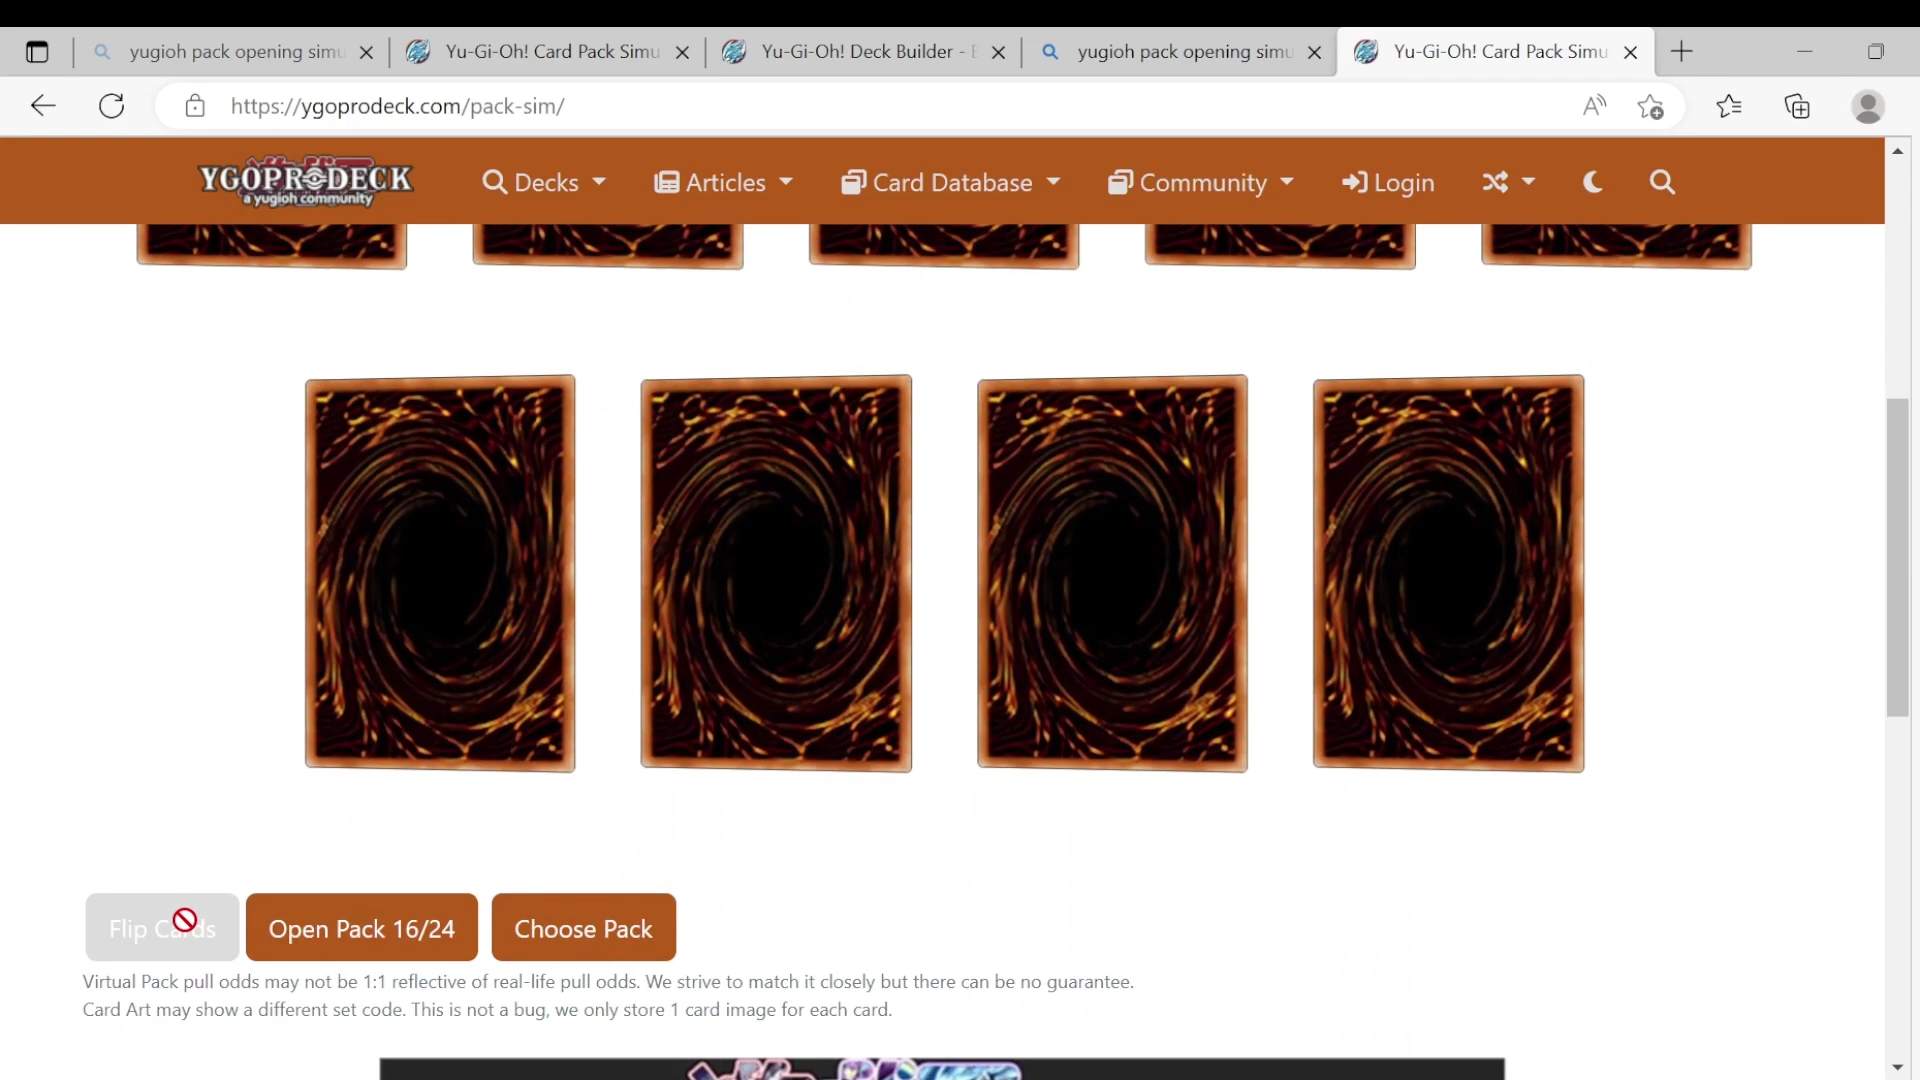 yugioh pack opening simu
Yu-Gi-Oh! Card Pack Simu
Yu-Gi-Oh! Deck Builder -
yugioh pack opening simu
Yu-Gi-Oh! Card Pack Simu
https://ygoprodeck.com/pack-sim/
YGOPRODECK
a yugioh community
Decks
Articles
Card Database
Community
Login
Flip Cards
Open Pack 16/24
Choose Pack
Virtual Pack pull odds may not be 1:1 reflective of real-life pull odds. We strive to match it closely but there can be no guarantee.
Card Art may show a different set code. This is not a bug, we only store 1 card image for each card.